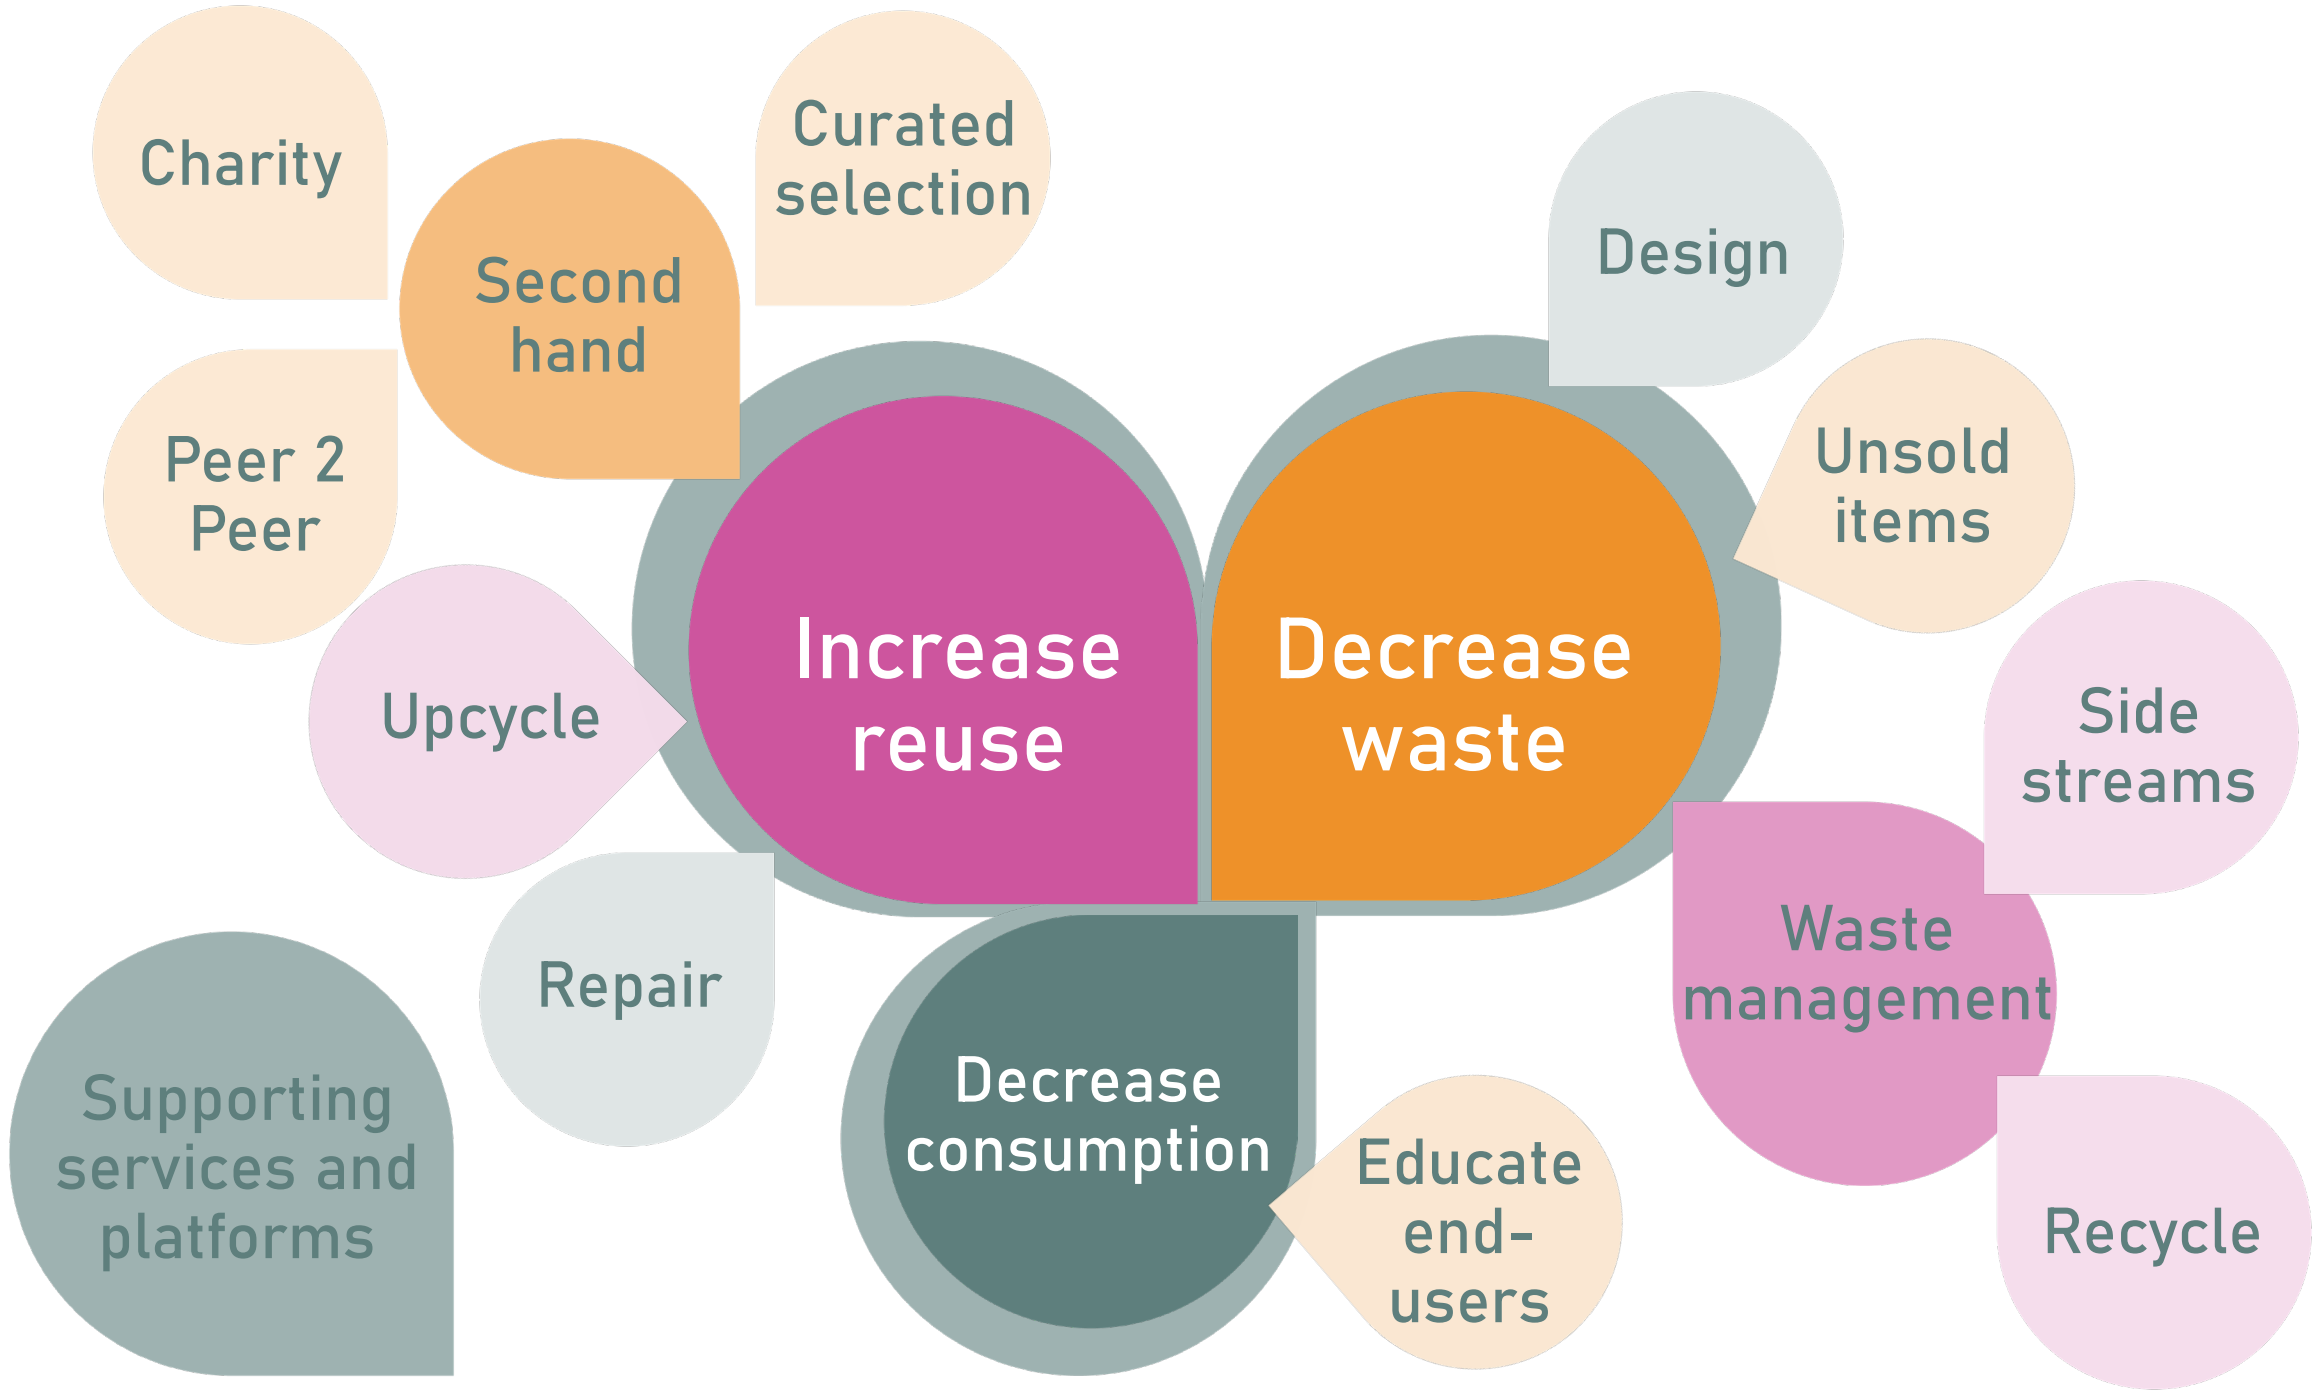 Charity
Curated
selection
Second
hand
Design
Peer 2
Peer
Unsold
items
Upcycle
Increase
reuse
Decrease
waste
Side
streams
Repair
Waste
management
Supporting
services and
platforms
Decrease
consumption
Educate
end-
users
Recycle